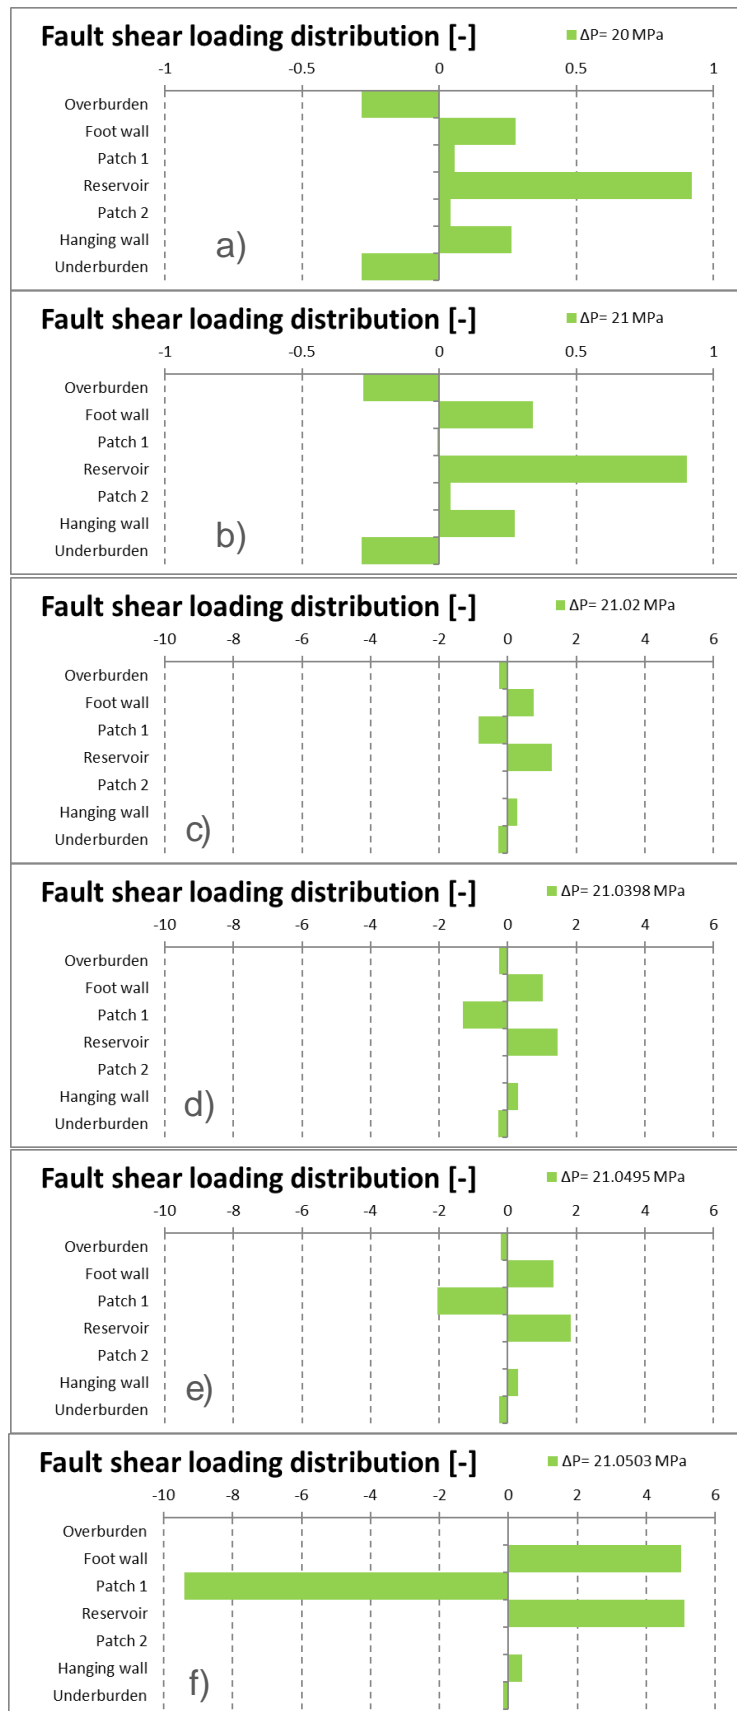 Fault shear loading distribution [-]
ΔP= 20 MPa
-1 -0.5 0 0.5 1
Overburden
Foot wall
Patch 1
Reservoir
Patch 2
Hanging wall
Underburden
a)
Fault shear loading distribution [-]
ΔP= 21 MPa
-1 -0.5 0 0.5 1
Overburden
Foot wall
Patch 1
Reservoir
Patch 2
Hanging wall
Underburden
b)
Fault shear loading distribution [-]
ΔP= 21.02 MPa
-10 -8 -6 -4 -2 0 2 4 6
Overburden
Foot wall
Patch 1
Reservoir
Patch 2
Hanging wall
Underburden
c)
Fault shear loading distribution [-]
ΔP= 21.0398 MPa
-10 -8 -6 -4 -2 0 2 4 6
Overburden
Foot wall
Patch 1
Reservoir
Patch 2
Hanging wall
Underburden
d)
Fault shear loading distribution [-]
ΔP= 21.0495 MPa
-10 -8 -6 -4 -2 0 2 4 6
Overburden
Foot wall
Patch 1
Reservoir
Patch 2
Hanging wall
Underburden
e)
Fault shear loading distribution [-]
ΔP= 21.0503 MPa
-10 -8 -6 -4 -2 0 2 4 6
Overburden
Foot wall
Patch 1
Reservoir
Patch 2
Hanging wall
Underburden
f)